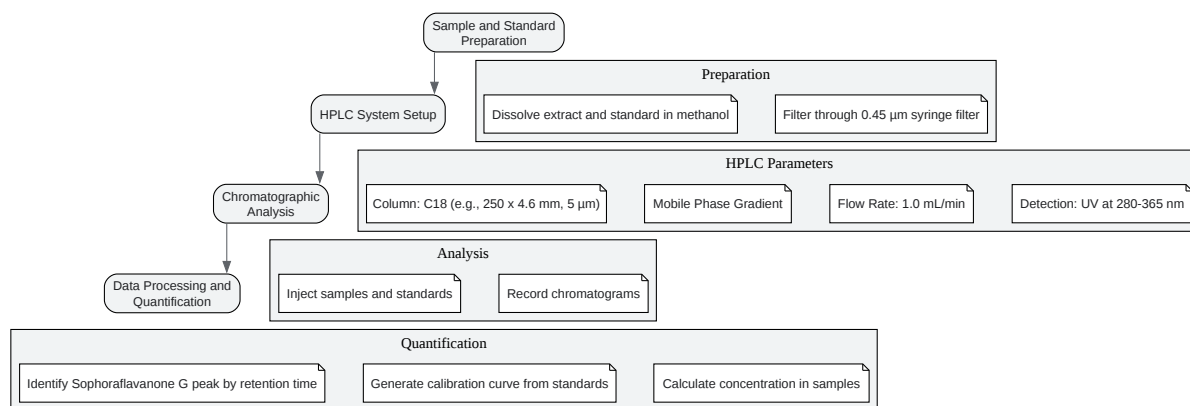 Sample and Standard
Preparation
Preparation
Dissolve extract and standard in methanol
Filter through 0.45 µm syringe filter
HPLC System Setup
HPLC Parameters
Column: C18 (e.g., 250 x 4.6 mm, 5 µm)
Mobile Phase Gradient
Flow Rate: 1.0 mL/min
Detection: UV at 280-365 nm
Chromatographic
Analysis
Analysis
Inject samples and standards
Record chromatograms
Data Processing and
Quantification
Quantification
Identify Sophoraflavanone G peak by retention time
Generate calibration curve from standards
Calculate concentration in samples